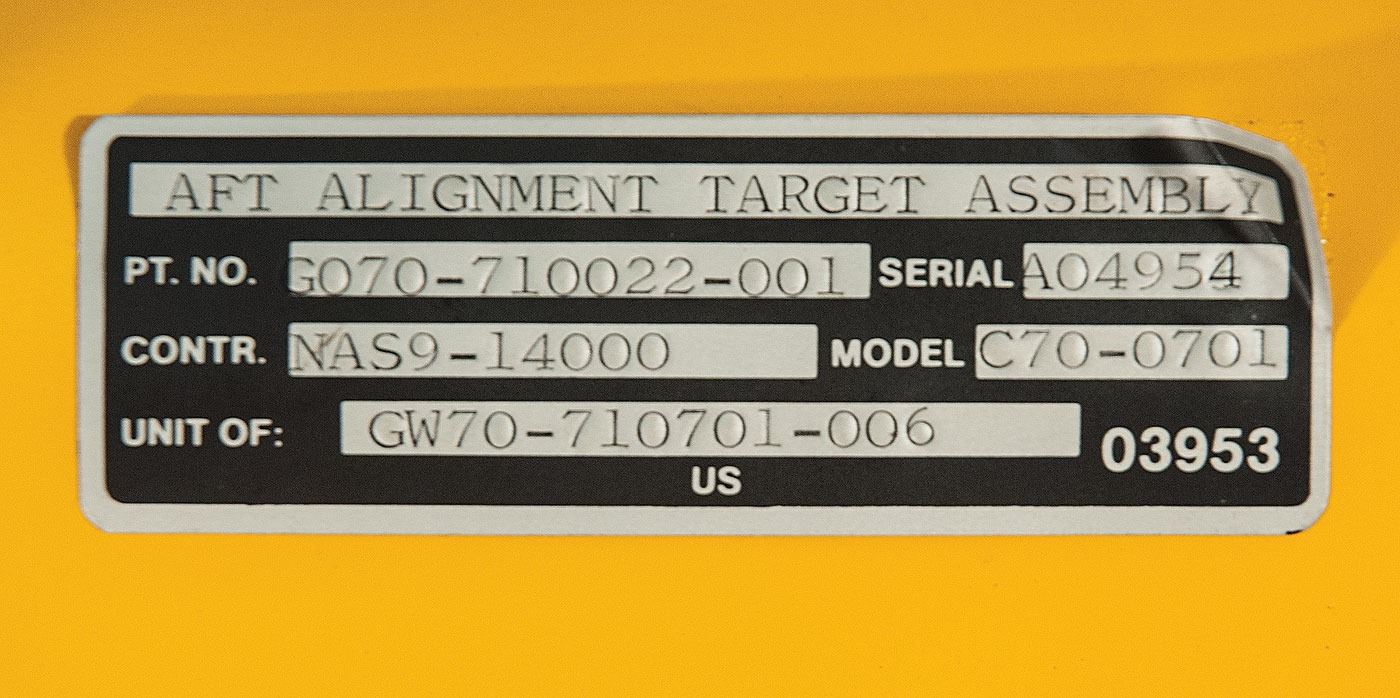 AFT ALIGNMENT TARGET ASSEMBLY
PT. NO. G070-710022-001 SERIAL A04954
CONTR. NAS9-14000 MODEL C70-0701
UNIT OF: GW70-710701-006 03953
US